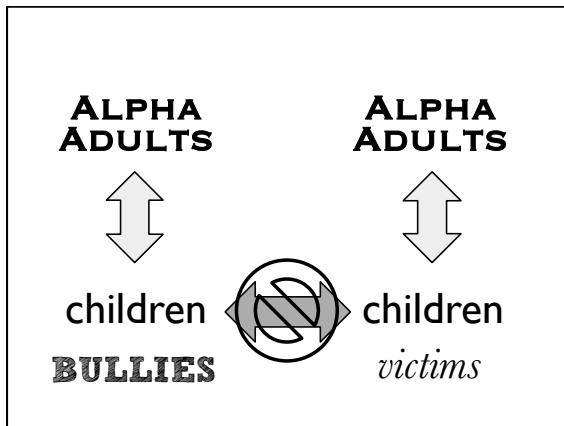 ALPHA ADULTS
ALPHA ADULTS
children
children
BULLIES
victims